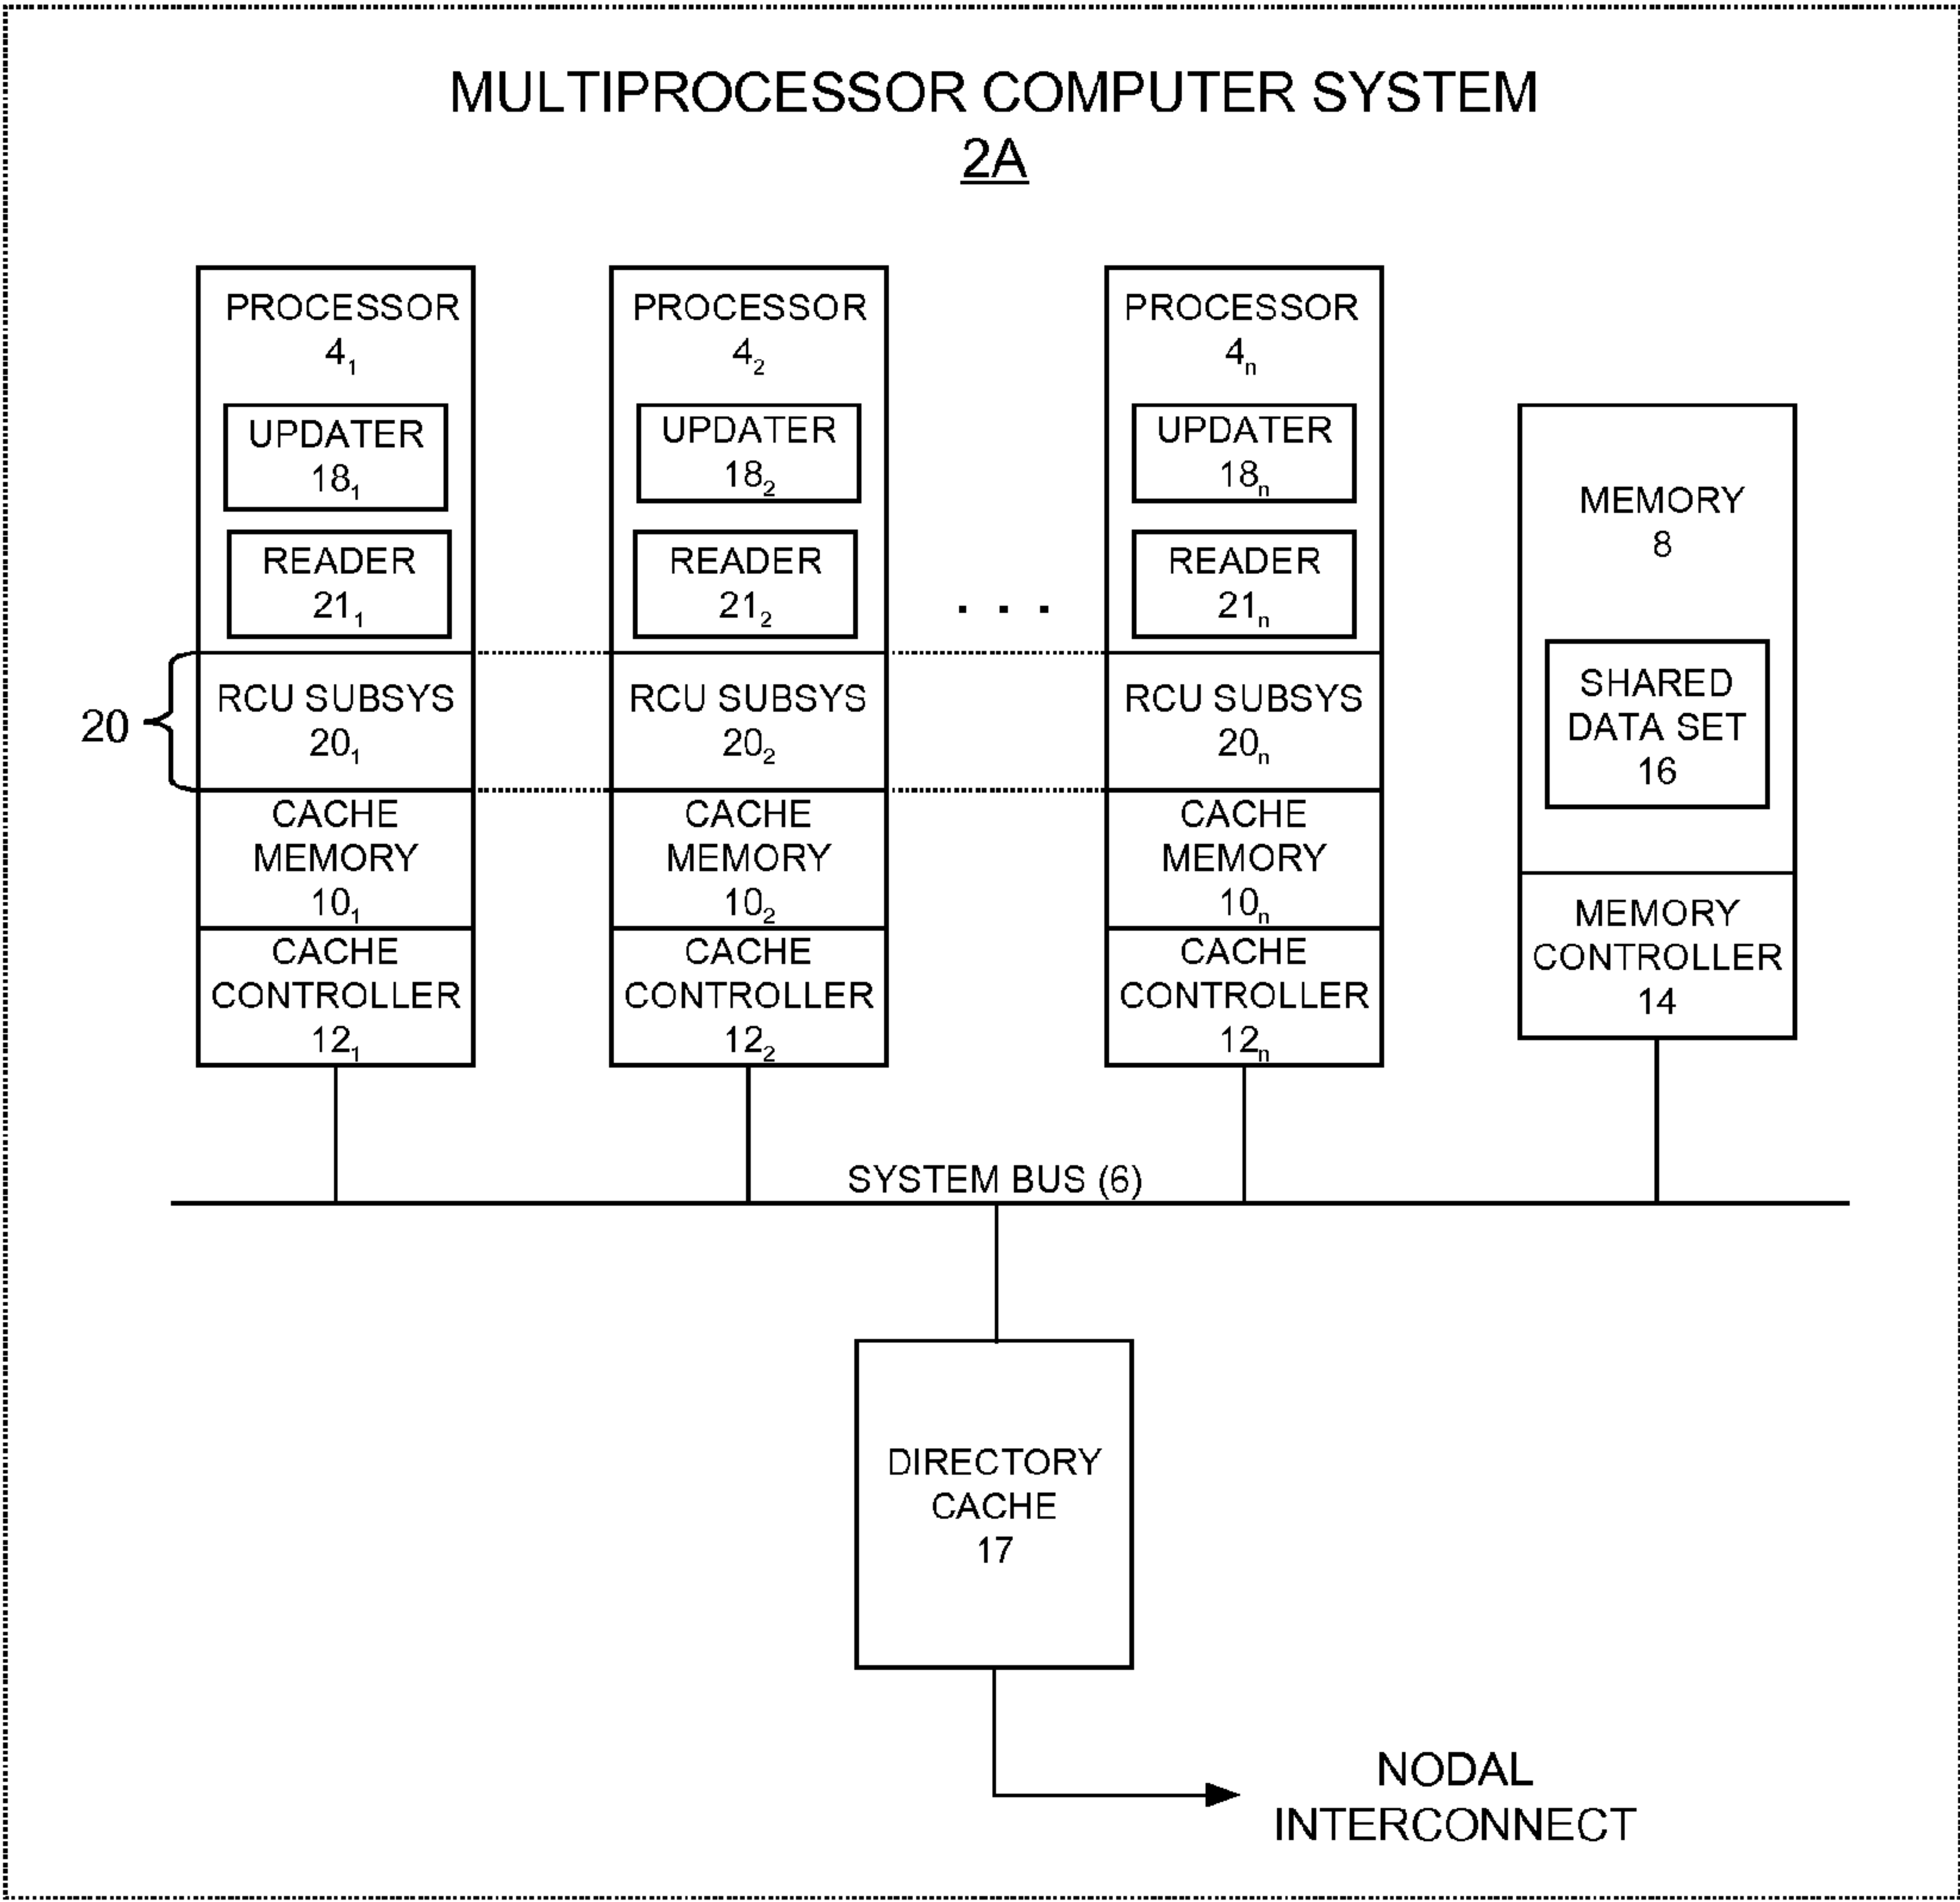 MULTIPROCESSOR COMPUTER SYSTEM
2A
PROCESSOR
4₁
UPDATER
18₁
READER
21₁
RCU SUBSYS
20₁
CACHE
MEMORY
10₁
CACHE
CONTROLLER
12₁
20
PROCESSOR
4₂
UPDATER
18₂
READER
21₂
RCU SUBSYS
20₂
CACHE
MEMORY
10₂
CACHE
CONTROLLER
12₂
. . .
PROCESSOR
4ₙ
UPDATER
18ₙ
READER
21ₙ
RCU SUBSYS
20ₙ
CACHE
MEMORY
10ₙ
CACHE
CONTROLLER
12ₙ
MEMORY
8
SHARED
DATA SET
16
MEMORY
CONTROLLER
14
SYSTEM BUS (6)
DIRECTORY
CACHE
17
NODAL
INTERCONNECT